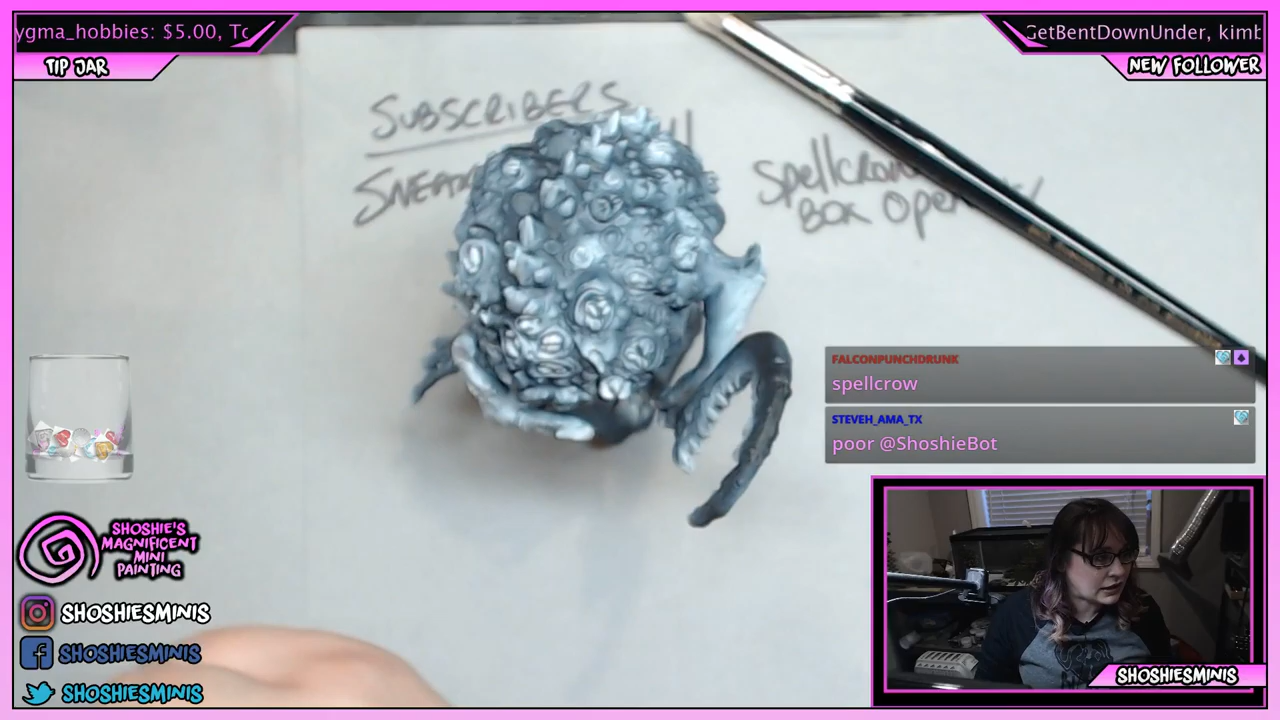 ygma_hobbies: $5.00, Tc
GetBentDownUnder, kimb
TIP JAR
NEW FOLLOWER
SUBSCRIBERS
Spellcrow
BOX Open
FALCONPUNCHDRUNK
spellcrow
STEVEH_AMA_TX
poor @ShoshieBot
SHOSHIE'S
MAGNIFICENT
MINI
PAINTING
SHOSHIESMINIS
SHOSHIESMINIS
SHOSHIESMINIS
SHOSHIESMINIS